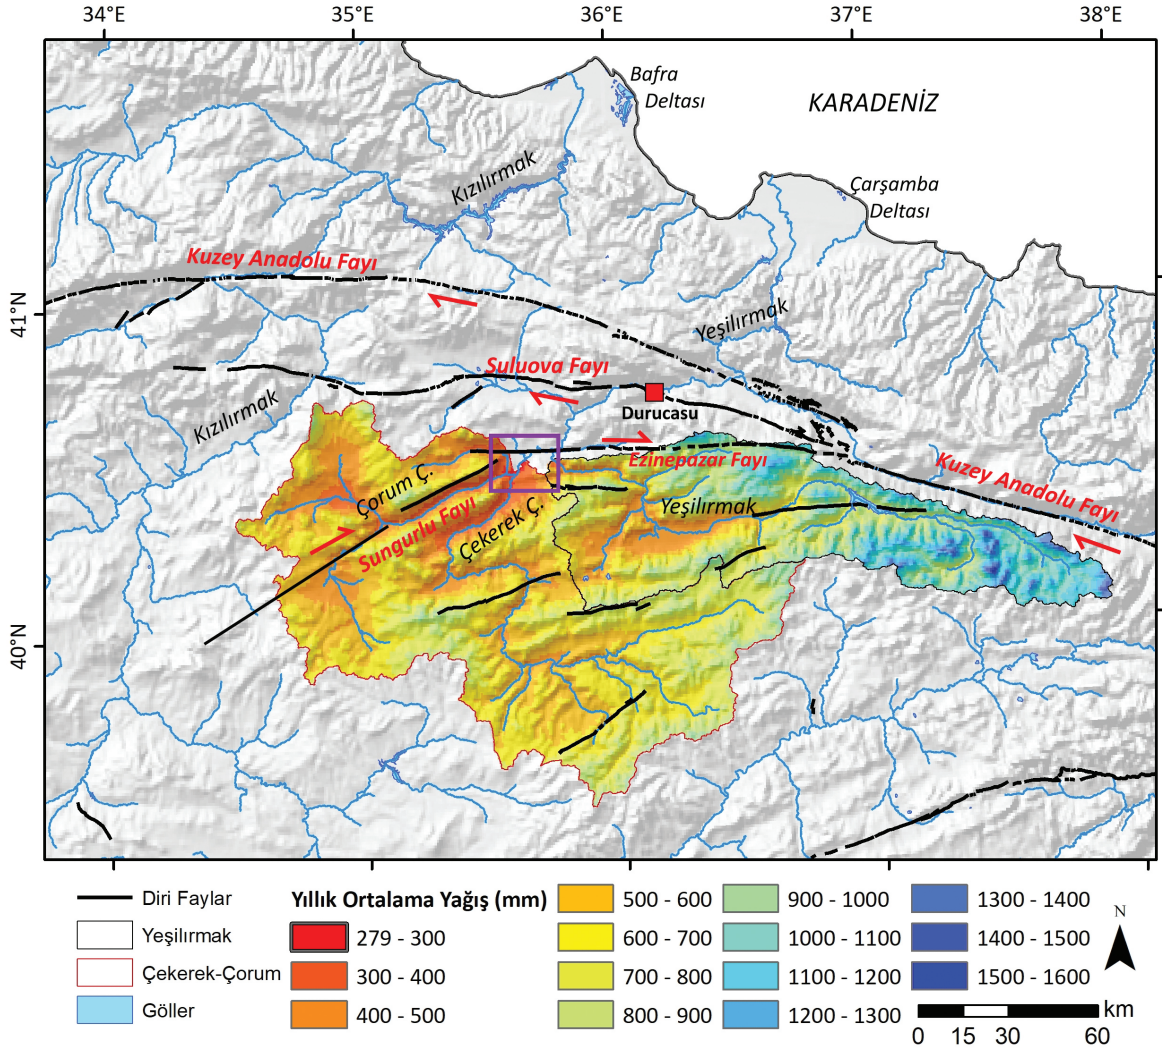 34°E
35°E
36°E
37°E
38°E
Bafra
Deltası
KARADENİZ
Kızılırmak
Çarşamba
Deltası
Kuzey Anadolu Fayı
41°N
Yeşilırmak
Suluova Fayı
Kızılırmak
Durucasu
Ezinepazar Fayı
Kuzey Anadolu Fayı
Çorum Ç.
Sungurlu Fayı
Çekerek Ç.
Yeşilırmak
40°N
Diri Faylar
Yeşilırmak
Çekerek-Çorum
Göller
Yıllık Ortalama Yağış (mm)
279 - 300
300 - 400
400 - 500
500 - 600
600 - 700
700 - 800
800 - 900
900 - 1000
1000 - 1100
1100 - 1200
1200 - 1300
1300 - 1400
1400 - 1500
1500 - 1600
N
km
0 15 30 60